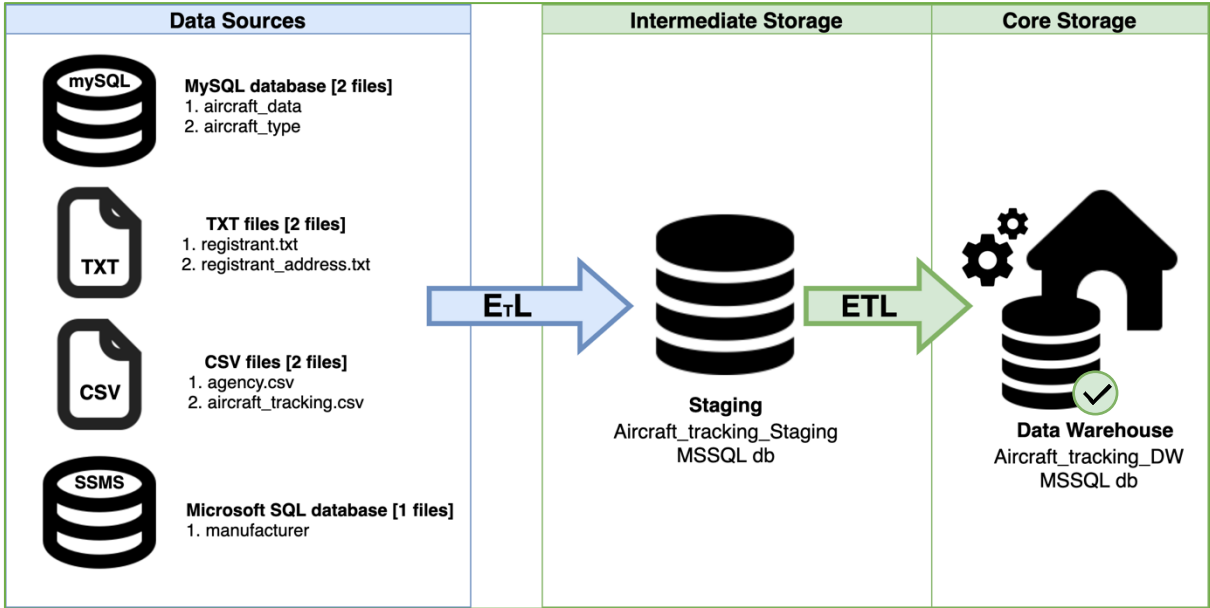 Data Sources
Intermediate Storage
Core Storage
mySQL
MySQL database [2 files]
1. aircraft_data
2. aircraft_type
TXT
TXT files [2 files]
1. registrant.txt
2. registrant_address.txt
CSV
CSV files [2 files]
1. agency.csv
2. aircraft_tracking.csv
SSMS
Microsoft SQL database [1 files]
1. manufacturer
ETL
Staging
Aircraft_tracking_Staging
MSSQL db
ETL
Data Warehouse
Aircraft_tracking_DW
MSSQL db